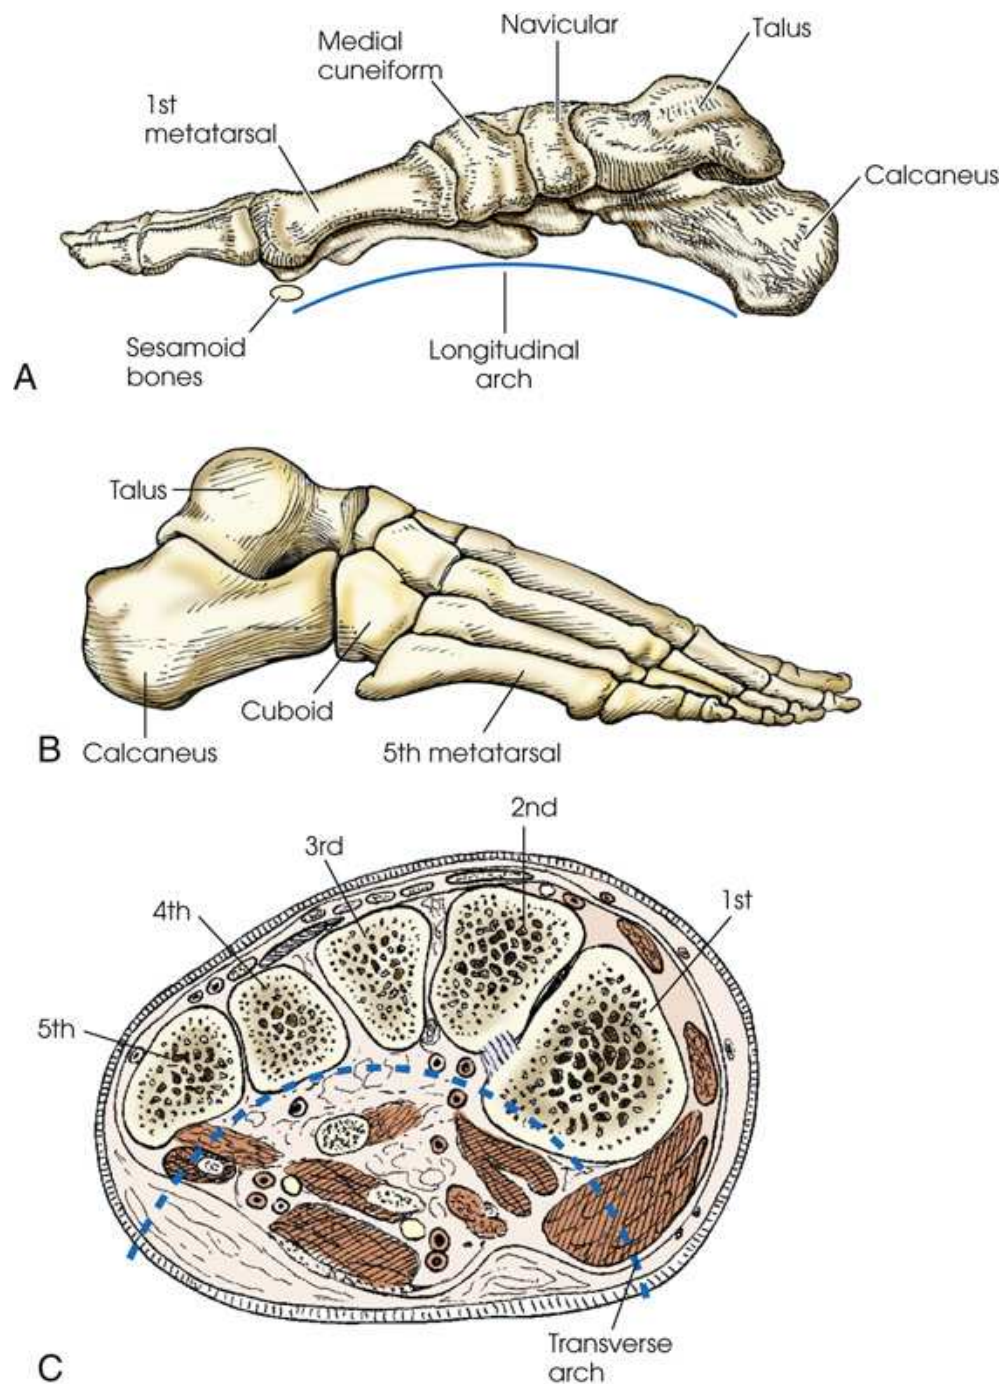 Navicular
Talus
Medial
cuneiform
1st
metatarsal
Calcaneus
Sesamoid
bones
Longitudinal
arch
A
Talus
Cuboid
B
Calcaneus
5th metatarsal
2nd
3rd
1st
4th
5th
Transverse
arch
C